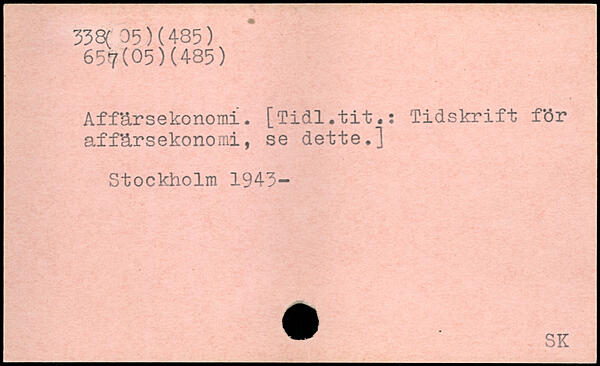 338(05)(485)
657(05)(485)
Affärsekonomi. [Tidl.tit.: Tidskrift för
affärsekonomi, se dette.]
Stockholm 1943-
SK